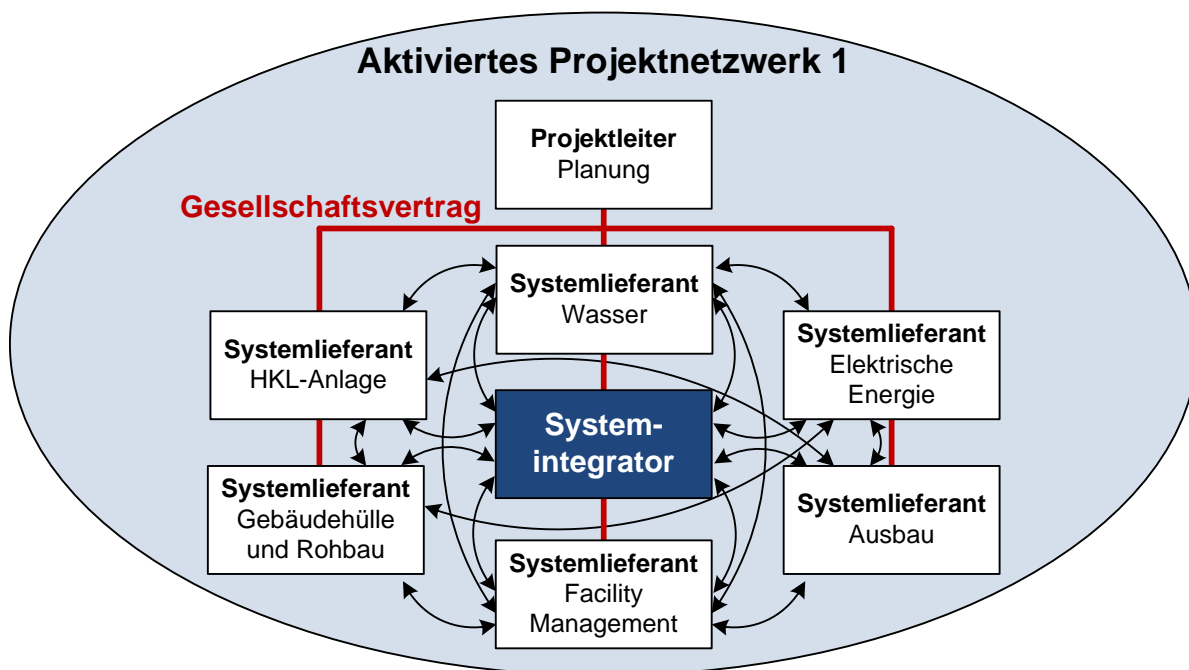 Aktiviertes Projektnetzwerk 1
Projektleiter
Planung
Gesellschaftsvertrag
Systemlieferant
Wasser
Systemlieferant
HKL-Anlage
Systemlieferant
Elektrische
Energie
System-
integrator
Systemlieferant
Gebäudehülle
und Rohbau
Systemlieferant
Ausbau
Systemlieferant
Facility
Management